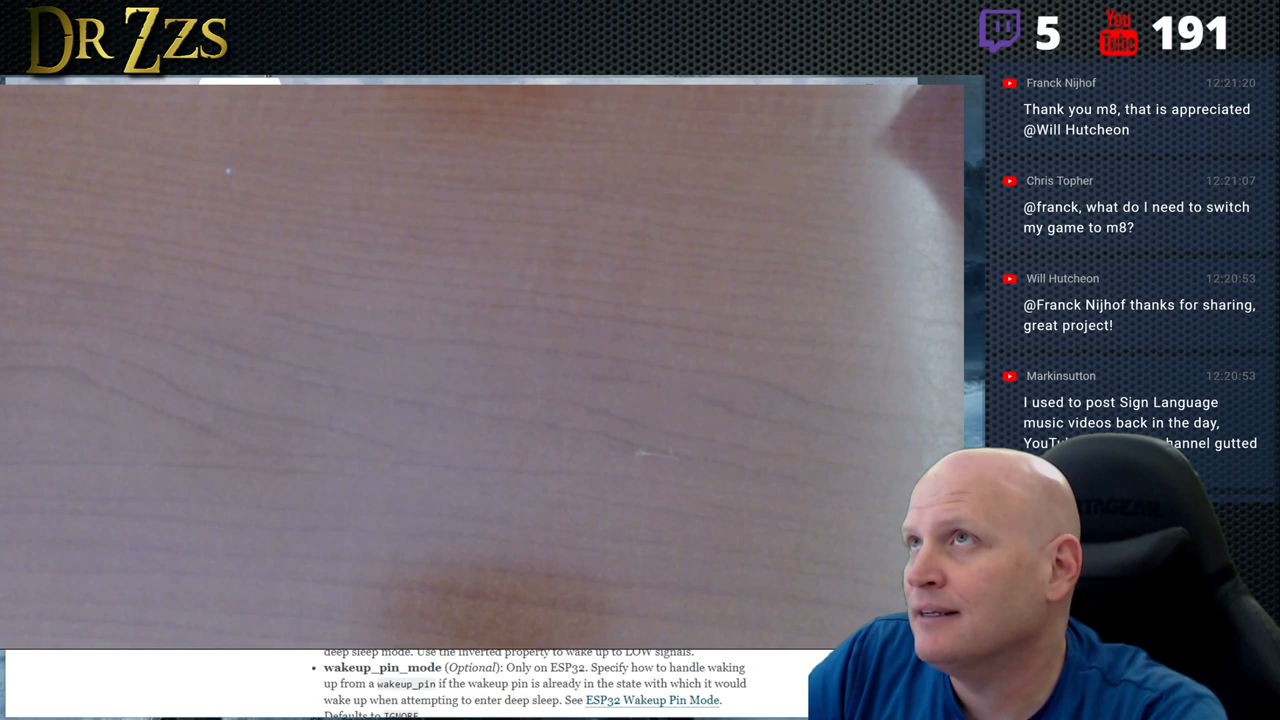 DR ZZS
5
You
Tube
191
Franck Nijhof 12:21:20
Thank you m8, that is appreciated
@Will Hutcheon
Chris Topher 12:21:07
@franck, what do I need to switch
my game to m8?
Will Hutcheon 12:20:53
@Franck Nijhof thanks for sharing,
great project!
Markinsutton 12:20:53
I used to post Sign Language
music videos back in the day,
hannel gutted
deep sleep mode. Use the inverted property to wake up to LOW signals.
• wakeup_pin_mode (Optional): Only on ESP32. Specify how to handle waking
up from a wakeup_pin if the wakeup pin is already in the state with which it would
wake up when attempting to enter deep sleep. See ESP32 Wakeup Pin Mode.
Defaults to IGNORE